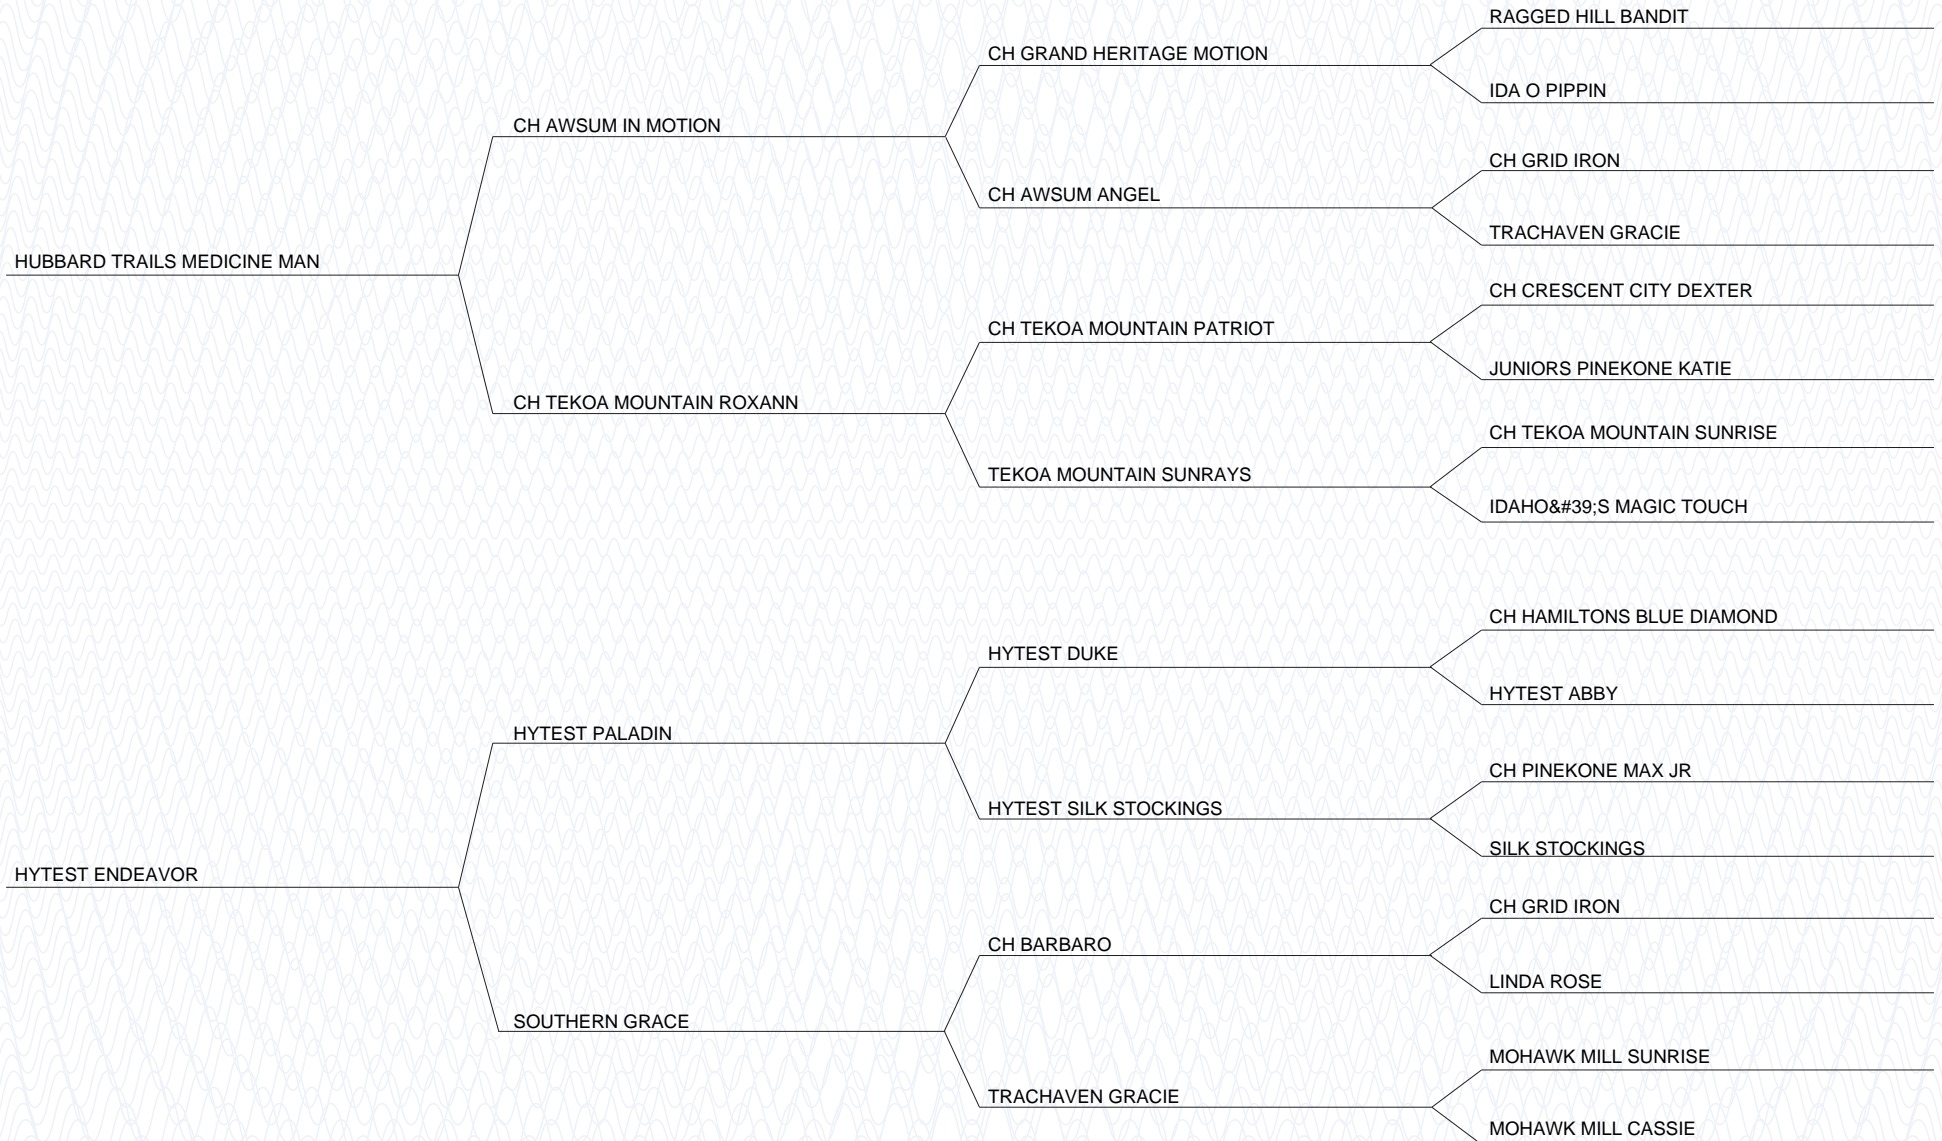 RAGGED HILL BANDIT
CH GRAND HERITAGE MOTION
IDA O PIPPIN
CH AWSUM IN MOTION
CH GRID IRON
CH AWSUM ANGEL
TRACHAVEN GRACIE
HUBBARD TRAILS MEDICINE MAN
CH CRESCENT CITY DEXTER
CH TEKOA MOUNTAIN PATRIOT
JUNIORS PINEKONE KATIE
CH TEKOA MOUNTAIN ROXANN
CH TEKOA MOUNTAIN SUNRISE
TEKOA MOUNTAIN SUNRAYS
IDAHO&#39;S MAGIC TOUCH
CH HAMILTONS BLUE DIAMOND
HYTEST DUKE
HYTEST ABBY
HYTEST PALADIN
CH PINEKONE MAX JR
HYTEST SILK STOCKINGS
SILK STOCKINGS
HYTEST ENDEAVOR
CH GRID IRON
CH BARBARO
LINDA ROSE
SOUTHERN GRACE
MOHAWK MILL SUNRISE
TRACHAVEN GRACIE
MOHAWK MILL CASSIE